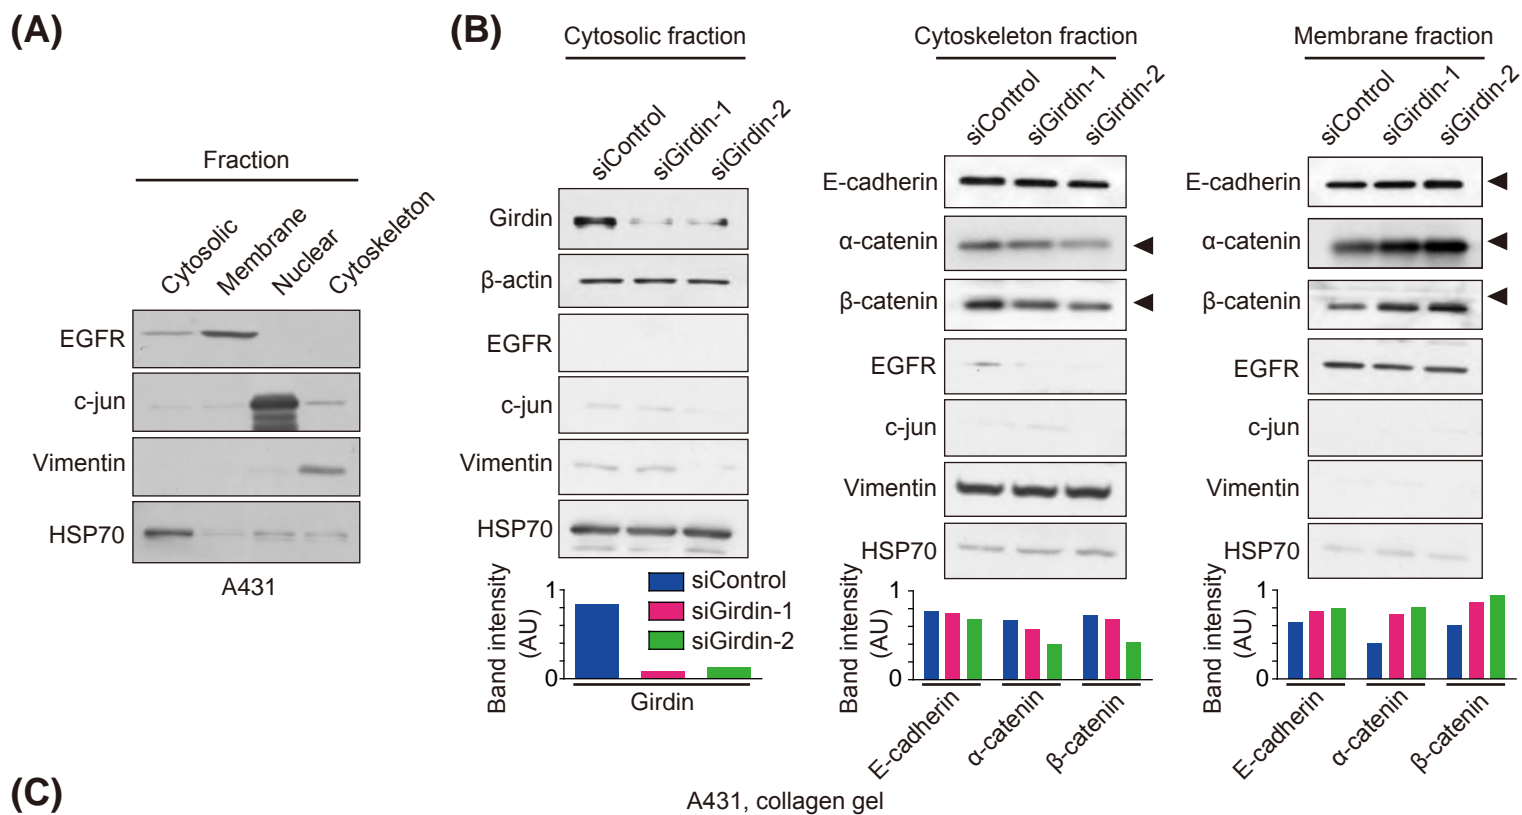 (A)
Fraction
Cytosolic
Membrane
Nuclear
Cytoskeleton
EGFR
c-jun
Vimentin
HSP70
A431
(B)
Cytosolic fraction
siControl
siGirdin-1
siGirdin-2
Girdin
β-actin
EGFR
c-jun
Vimentin
HSP70
Band intensity
(AU)
1
0
siControl
siGirdin-1
siGirdin-2
Girdin
Cytoskeleton fraction
siControl
siGirdin-1
siGirdin-2
E-cadherin
α-catenin
β-catenin
EGFR
c-jun
Vimentin
HSP70
Band intensity
(AU)
1
0
E-cadherin
α-catenin
β-catenin
Membrane fraction
siControl
siGirdin-1
siGirdin-2
E-cadherin
α-catenin
β-catenin
EGFR
c-jun
Vimentin
HSP70
Band intensity
(AU)
1
0
E-cadherin
α-catenin
β-catenin
(C)
A431, collagen gel